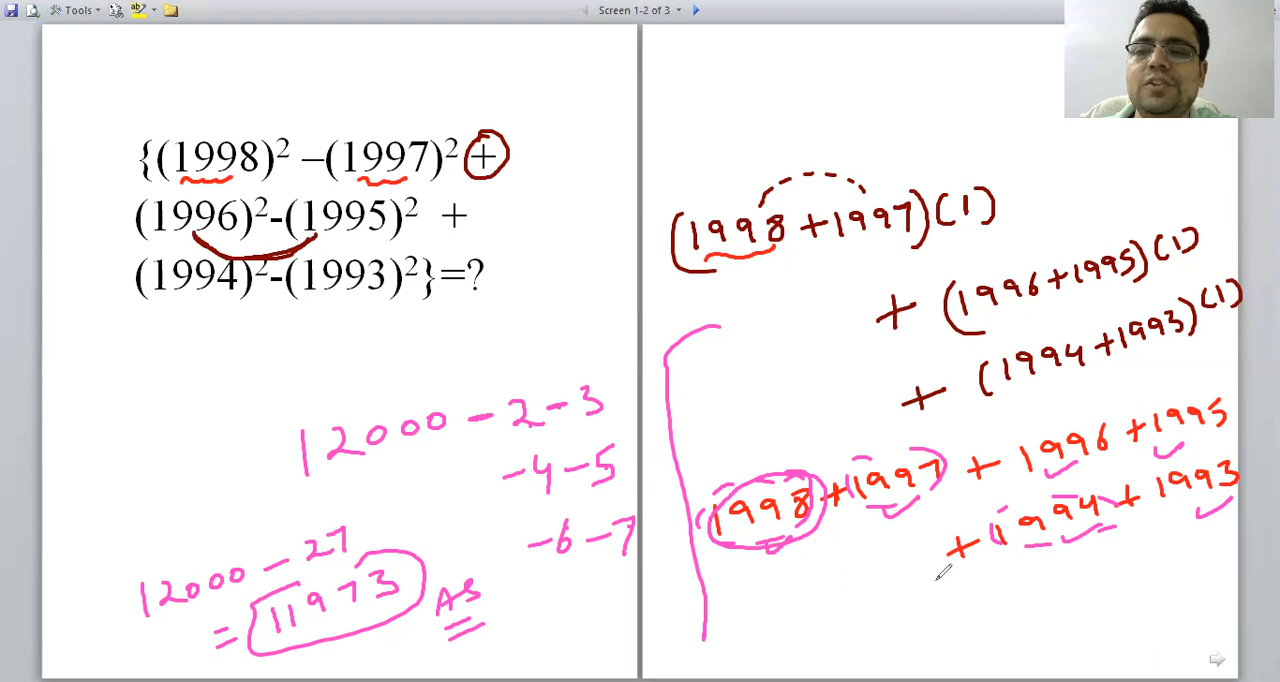 Tools
Screen 1-2 of 3
{(1998)² –(1997)² +
(1996)²-(1995)² +
(1994)²-(1993)²}=?
12000 - 2 - 3
- 4 - 5
- 6 - 7
12000 - 27
= 11973 AS
(1998 + 1997) (1)
+ (1996 + 1995) (1)
+ (1994 + 1993) (1)
1998 + 1997 + 1996 + 1995
+ 1994 + 1993